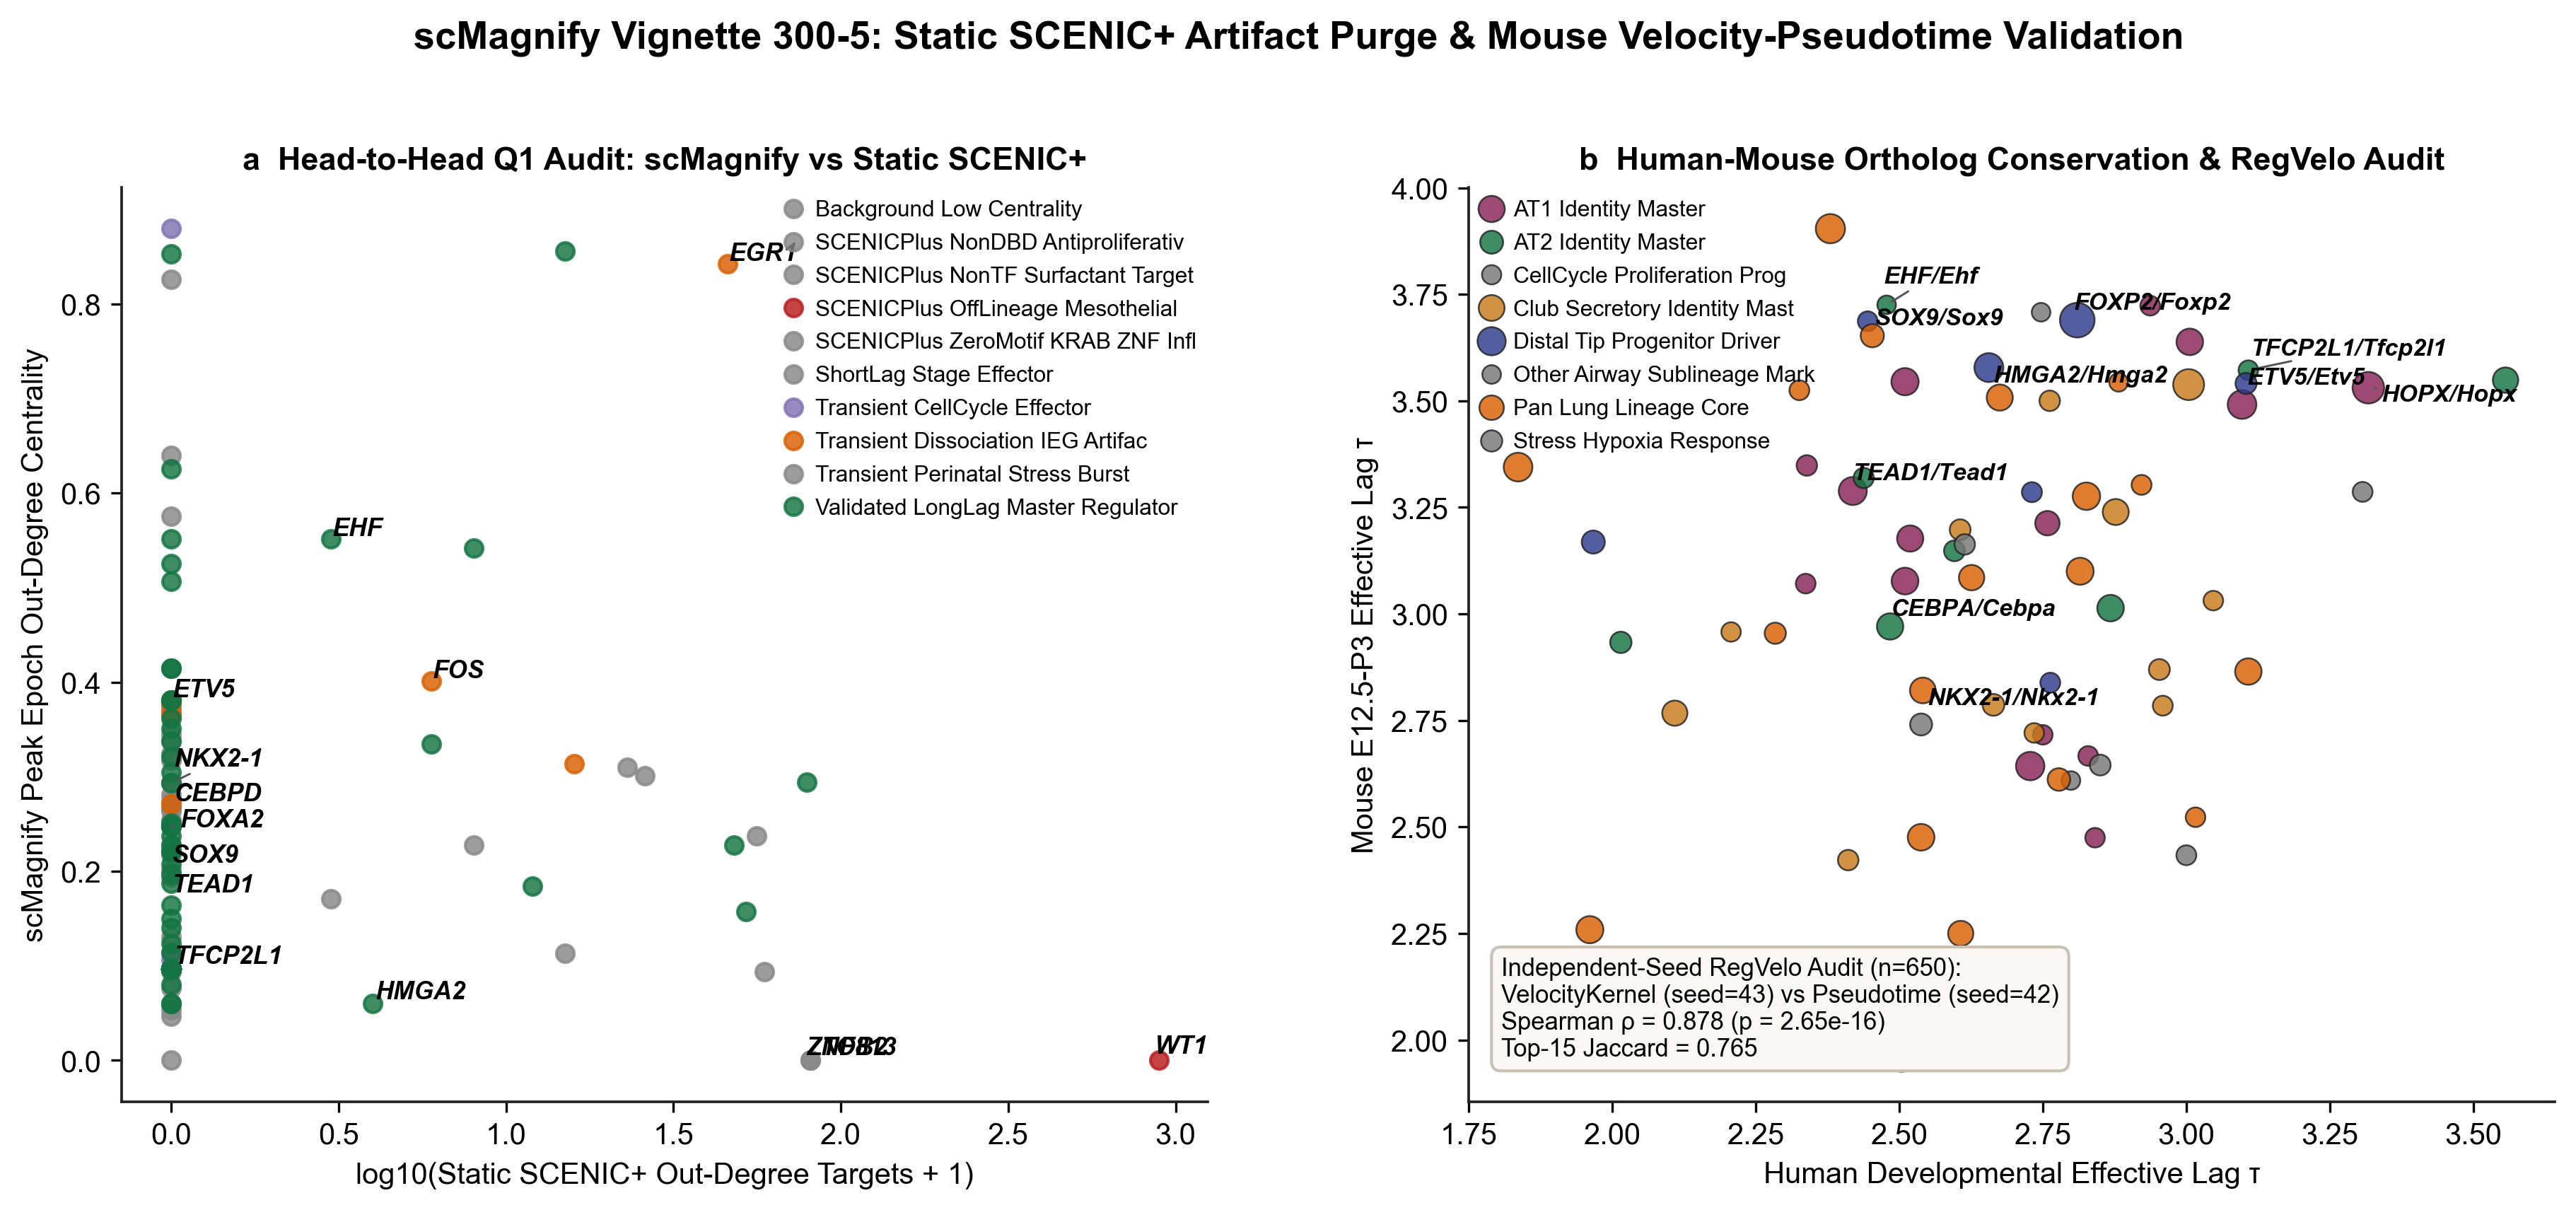 scMagnify Vignette 300-5: Static SCENIC+ Artifact Purge & Mouse Velocity-Pseudotime Validation
a Head-to-Head Q1 Audit: scMagnify vs Static SCENIC+
scMagnify Peak Epoch Out-Degree Centrality
0.8
0.6
0.4
0.2
0.0
Background Low Centrality
SCENICPlus NonDBD Antiproliferativ
SCENICPlus NonTF Surfactant Target
SCENICPlus OffLineage Mesothelial
SCENICPlus ZeroMotif KRAB ZNF Infl
ShortLag Stage Effector
Transient CellCycle Effector
Transient Dissociation IEG Artifac
Transient Perinatal Stress Burst
Validated LongLag Master Regulator
EGR1
EHF
FOS
ETV5
NKX2-1
CEBPD
FOXA2
SOX9
TEAD1
TFCP2L1
HMGA2
WT1
0.0 0.5 1.0 1.5 2.0 2.5 3.0
log10(Static SCENIC+ Out-Degree Targets + 1)
b Human-Mouse Ortholog Conservation & RegVelo Audit
Mouse E12.5-P3 Effective Lag τ
4.00
3.75
3.50
3.25
3.00
2.75
2.50
2.25
2.00
AT1 Identity Master
AT2 Identity Master
CellCycle Proliferation Prog
Club Secretory Identity Mast
Distal Tip Progenitor Driver
Other Airway Sublineage Mark
Pan Lung Lineage Core
Stress Hypoxia Response
EHF/Ehf
SOX9/Sox9
FOXP2/Foxp2
TFCP2L1/Tfcp2l1
HMGA2/Hmga2
ETV5/Etv5
HOPX/Hopx
TEAD1/Tead1
CEBPA/Cebpa
NKX2-1/Nkx2-1
Independent-Seed RegVelo Audit (n=650):
VelocityKernel (seed=43) vs Pseudotime (seed=42)
Spearman ρ = 0.878 (p = 2.65e-16)
Top-15 Jaccard = 0.765
1.75 2.00 2.25 2.50 2.75 3.00 3.25 3.50
Human Developmental Effective Lag τ